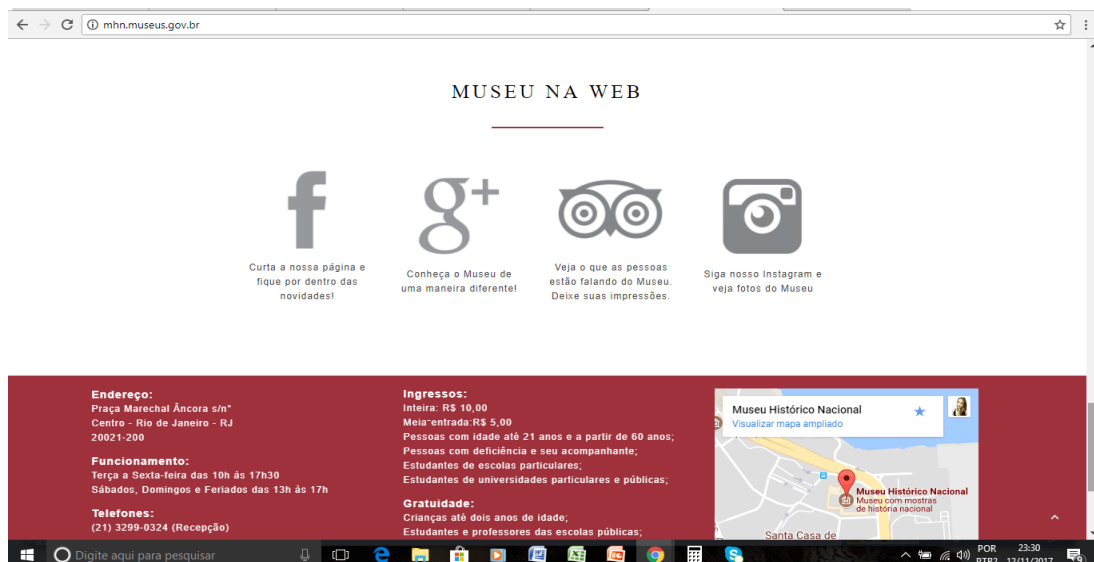 mhn.museus.gov.br
MUSEU NA WEB
f
g+
Curta a nossa página e
fique por dentro das
novidades!
Conheça o Museu de
uma maneira diferente!
Veja o que as pessoas
estão falando do Museu.
Deixe suas impressões.
Siga nosso Instagram e
veja fotos do Museu
Endereço:
Praça Marechal Âncora s/n°
Centro - Rio de Janeiro - RJ
20021-200
Funcionamento:
Terça a Sexta-feira das 10h às 17h30
Sábados, Domingos e Feriados das 13h às 17h
Telefones:
(21) 3299-0324 (Recepção)
Ingressos:
Inteira: R$ 10,00
Meia-entrada:R$ 5,00
Pessoas com idade até 21 anos e a partir de 60 anos;
Pessoas com deficiência e seu acompanhante;
Estudantes de escolas particulares;
Estudantes de universidades particulares e públicas;
Gratuidade:
Crianças até dois anos de idade;
Estudantes e professores das escolas públicas;
Museu Histórico Nacional
Visualizar mapa ampliado
Museu Histórico Nacional
Museu com mostras
de história nacional
Santa Casa de
Digite aqui para pesquisar
POR
PTB2
23:30
12/11/2017